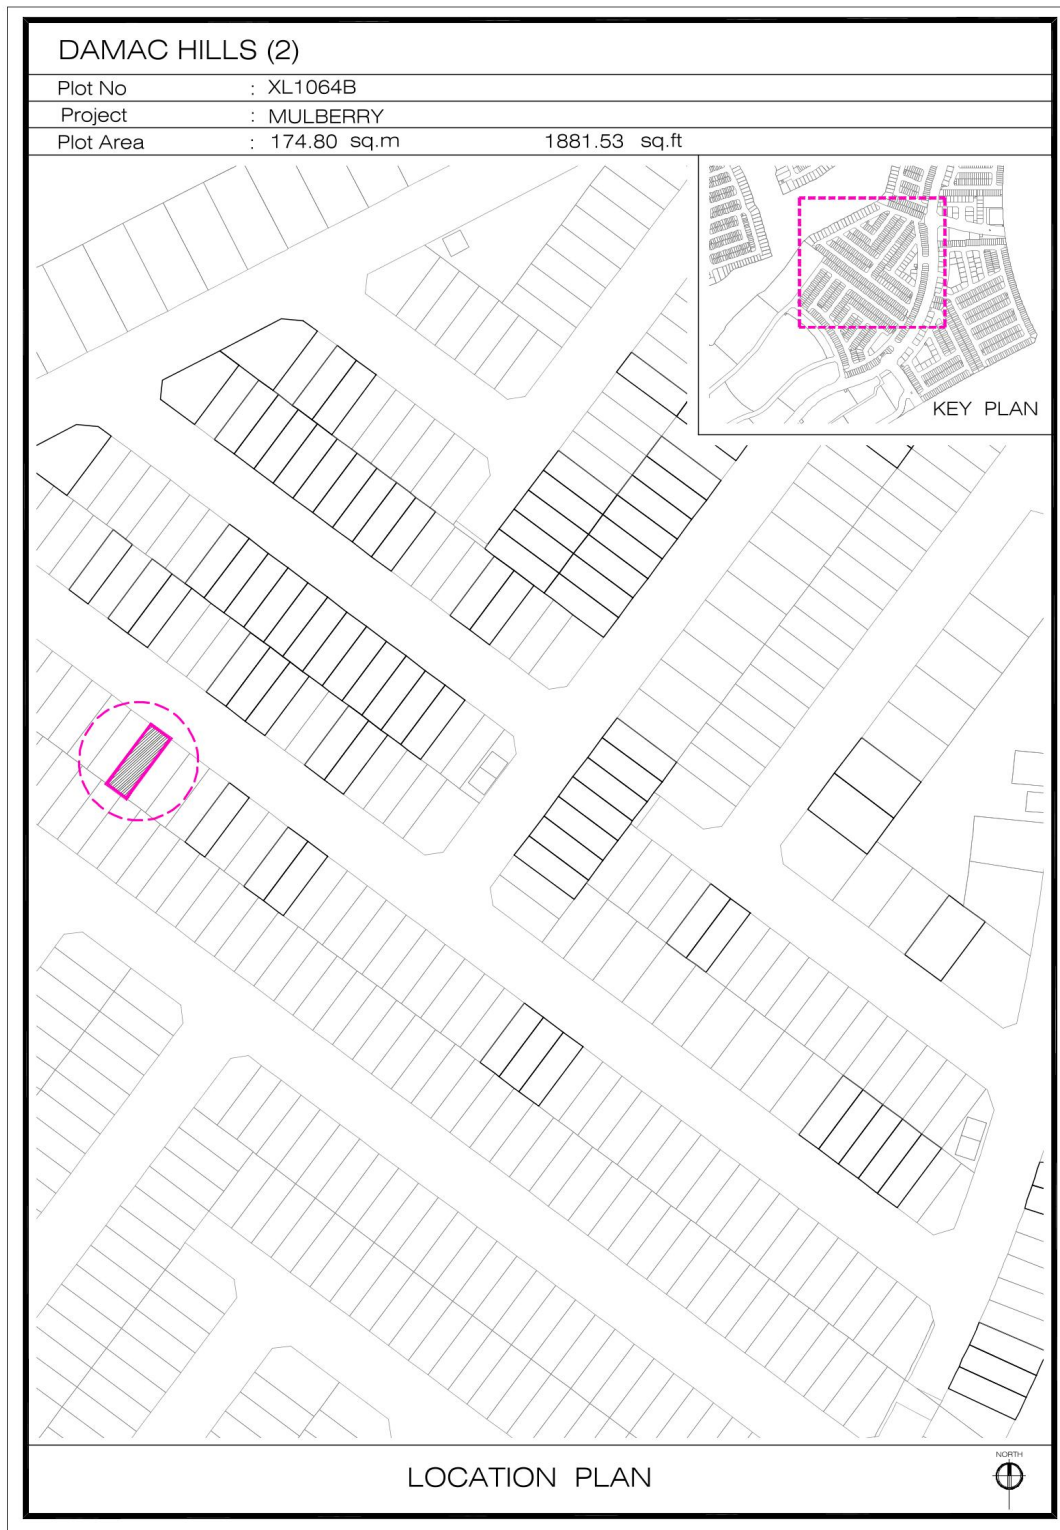 DAMAC HILLS (2)
Plot No : XL1064B
Project : MULBERRY
Plot Area : 174.80 sq.m 1881.53 sq.ft
KEY PLAN
LOCATION PLAN
NORTH